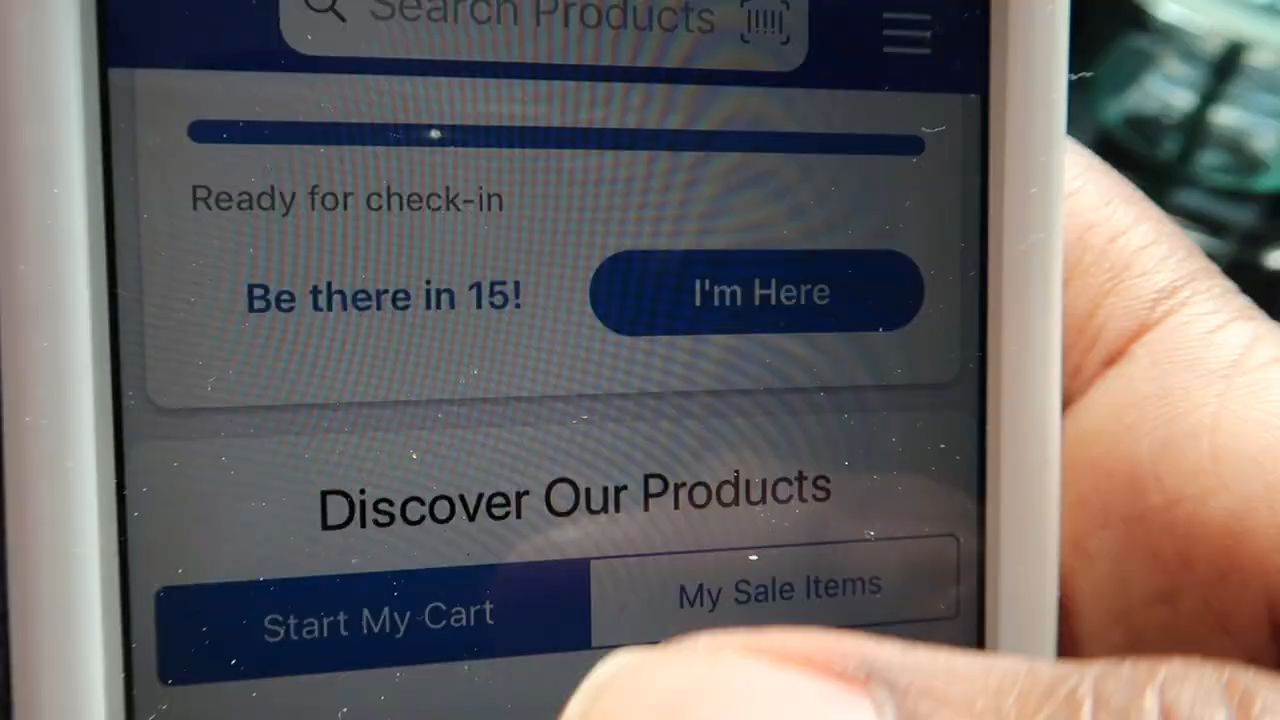 Search Products
Ready for check-in
Be there in 15!
I'm Here
Discover Our Products
Start My Cart
My Sale Items